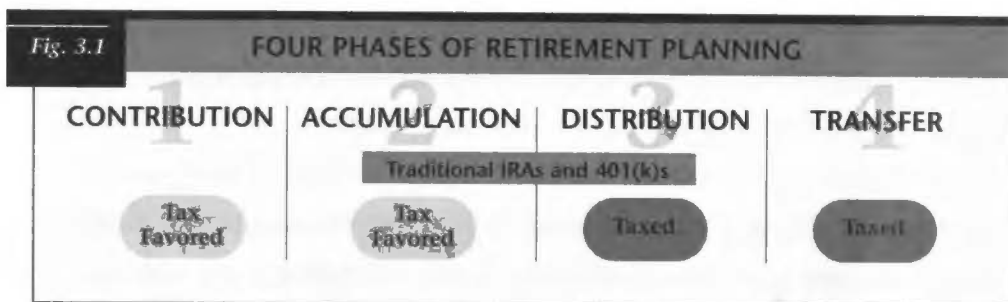 Fig. 3.1
FOUR PHASES OF RETIREMENT PLANNING
1 2 3 4
CONTRIBUTION ACCUMULATION DISTRIBUTION TRANSFER
Traditional IRAs and 401(k)s
Tax Tax
Favored Favored Taxed Taxed